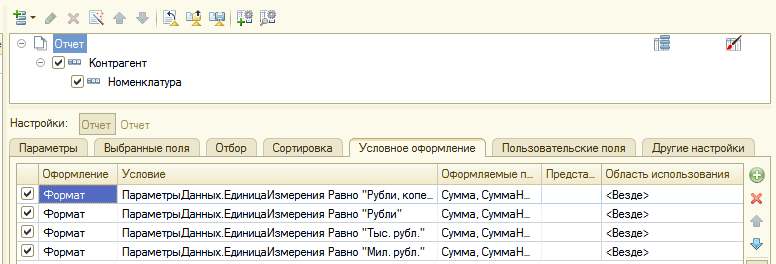 Отчет
Контрагент
Номенклатура
Настройки: Отчет Отчет
Параметры Выбранные поля Отбор Сортировка Условное оформление Пользовательские поля Другие настройки
Оформление Условие Оформляемые п... Предста... Область использования
Формат ПараметрыДанных.ЕдиницаИзмерения Равно "Рубли, копе... Сумма, СуммаН... <Везде>
Формат ПараметрыДанных.ЕдиницаИзмерения Равно "Рубли" Сумма, СуммаН... <Везде>
Формат ПараметрыДанных.ЕдиницаИзмерения Равно "Тыс. рубл." Сумма, СуммаН... <Везде>
Формат ПараметрыДанных.ЕдиницаИзмерения Равно "Мил. рубл." Сумма, СуммаН... <Везде>